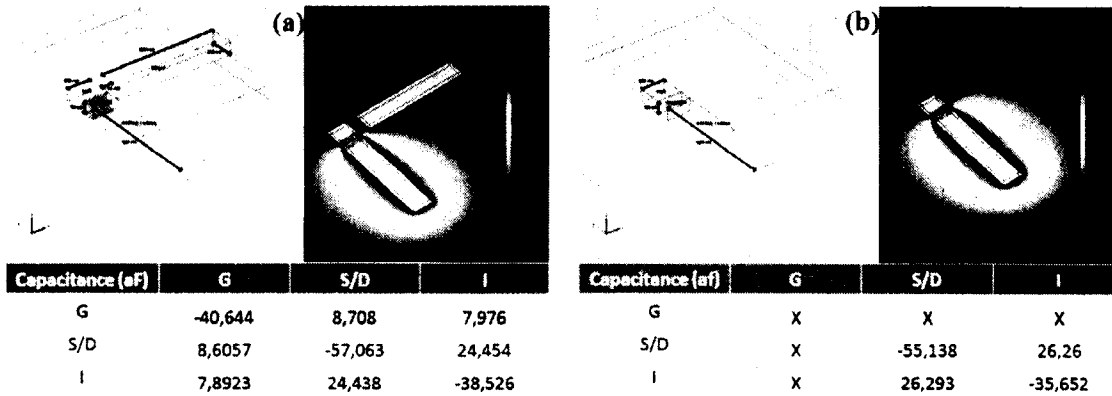 (a)
(b)
Capacitance (aF) G S/D I
G -40,644 8,708 7,976
S/D 8,6057 -57,063 24,454
I 7,8923 24,438 -38,526
Capacitance (af) G S/D I
G X X X
S/D X -55,138 26,26
I X 26,293 -35,652